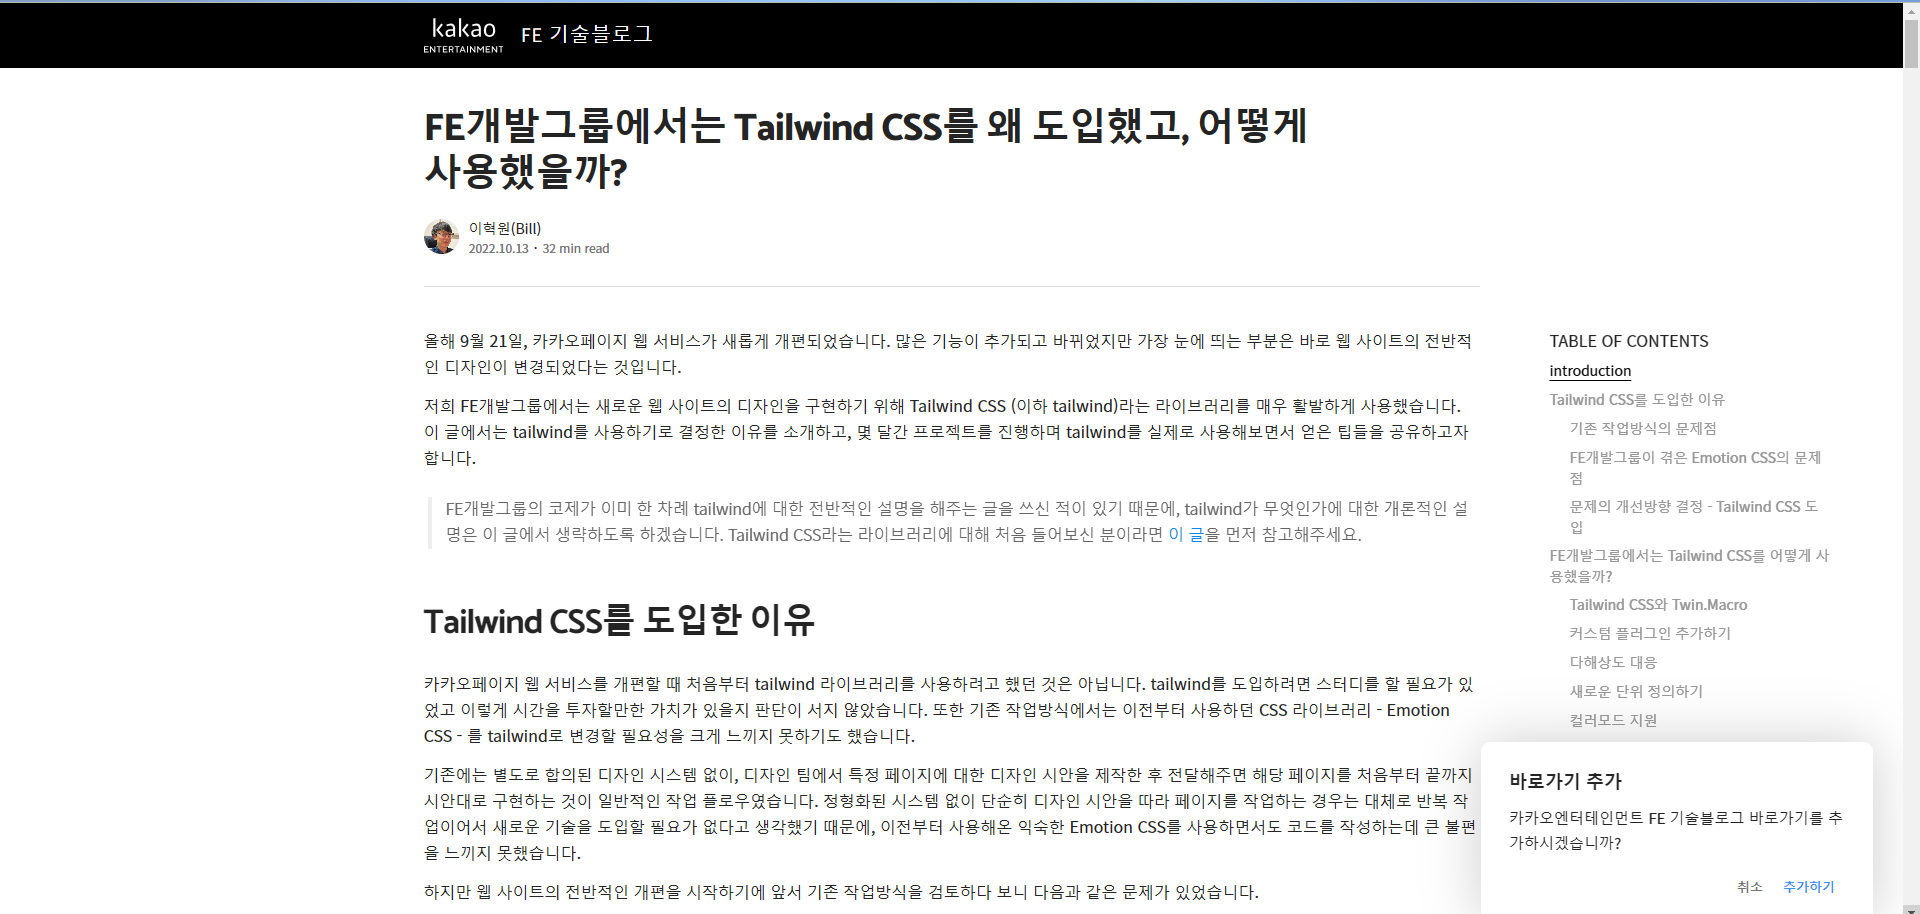 kakao
ENTERTAINMENT
FE 기술블로그
FE개발그룹에서는 Tailwind CSS를 왜 도입했고, 어떻게
사용했을까?
이혁원(Bill)
2022.10.13 · 32 min read
올해 9월 21일, 카카오페이지 웹 서비스가 새롭게 개편되었습니다. 많은 기능이 추가되고 바뀌었지만 가장 눈에 띄는 부분은 바로 웹 사이트의 전반적
인 디자인이 변경되었다는 것입니다.
저희 FE개발그룹에서는 새로운 웹 사이트의 디자인을 구현하기 위해 Tailwind CSS (이하 tailwind)라는 라이브러리를 매우 활발하게 사용했습니다.
이 글에서는 tailwind를 사용하기로 결정한 이유를 소개하고, 몇 달간 프로젝트를 진행하며 tailwind를 실제로 사용해보면서 얻은 팁들을 공유하고자
합니다.
FE개발그룹의 코제가 이미 한 차례 tailwind에 대한 전반적인 설명을 해주는 글을 쓰신 적이 있기 때문에, tailwind가 무엇인가에 대한 개론적인 설
명은 이 글에서 생략하도록 하겠습니다. Tailwind CSS라는 라이브러리에 대해 처음 들어보신 분이라면 이 글을 먼저 참고해주세요.
Tailwind CSS를 도입한 이유
카카오페이지 웹 서비스를 개편할 때 처음부터 tailwind 라이브러리를 사용하려고 했던 것은 아닙니다. tailwind를 도입하려면 스터디를 할 필요가 있
었고 이렇게 시간을 투자할만한 가치가 있을지 판단이 서지 않았습니다. 또한 기존 작업방식에서는 이전부터 사용하던 CSS 라이브러리 - Emotion
CSS - 를 tailwind로 변경할 필요성을 크게 느끼지 못하기도 했습니다.
기존에는 별도로 합의된 디자인 시스템 없이, 디자인 팀에서 특정 페이지에 대한 디자인 시안을 제작한 후 전달해주면 해당 페이지를 처음부터 끝까지
시안대로 구현하는 것이 일반적인 작업 플로우였습니다. 정형화된 시스템 없이 단순히 디자인 시안을 따라 페이지를 작업하는 경우는 대체로 반복 작
업이어서 새로운 기술을 도입할 필요가 없다고 생각했기 때문에, 이전부터 사용해온 익숙한 Emotion CSS를 사용하면서도 코드를 작성하는데 큰 불편
을 느끼지 못했습니다.
하지만 웹 사이트의 전반적인 개편을 시작하기에 앞서 기존 작업방식을 검토하다 보니 다음과 같은 문제가 있었습니다.
TABLE OF CONTENTS
introduction
Tailwind CSS를 도입한 이유
기존 작업방식의 문제점
FE개발그룹이 겪은 Emotion CSS의 문제
점
문제의 개선방향 결정 - Tailwind CSS 도
입
FE개발그룹에서는 Tailwind CSS를 어떻게 사
용했을까?
Tailwind CSS와 Twin.Macro
커스텀 플러그인 추가하기
다해상도 대응
새로운 단위 정의하기
컬러모드 지원
바로가기 추가
카카오엔터테인먼트 FE 기술블로그 바로가기를 추
가하시겠습니까?
취소 추가하기